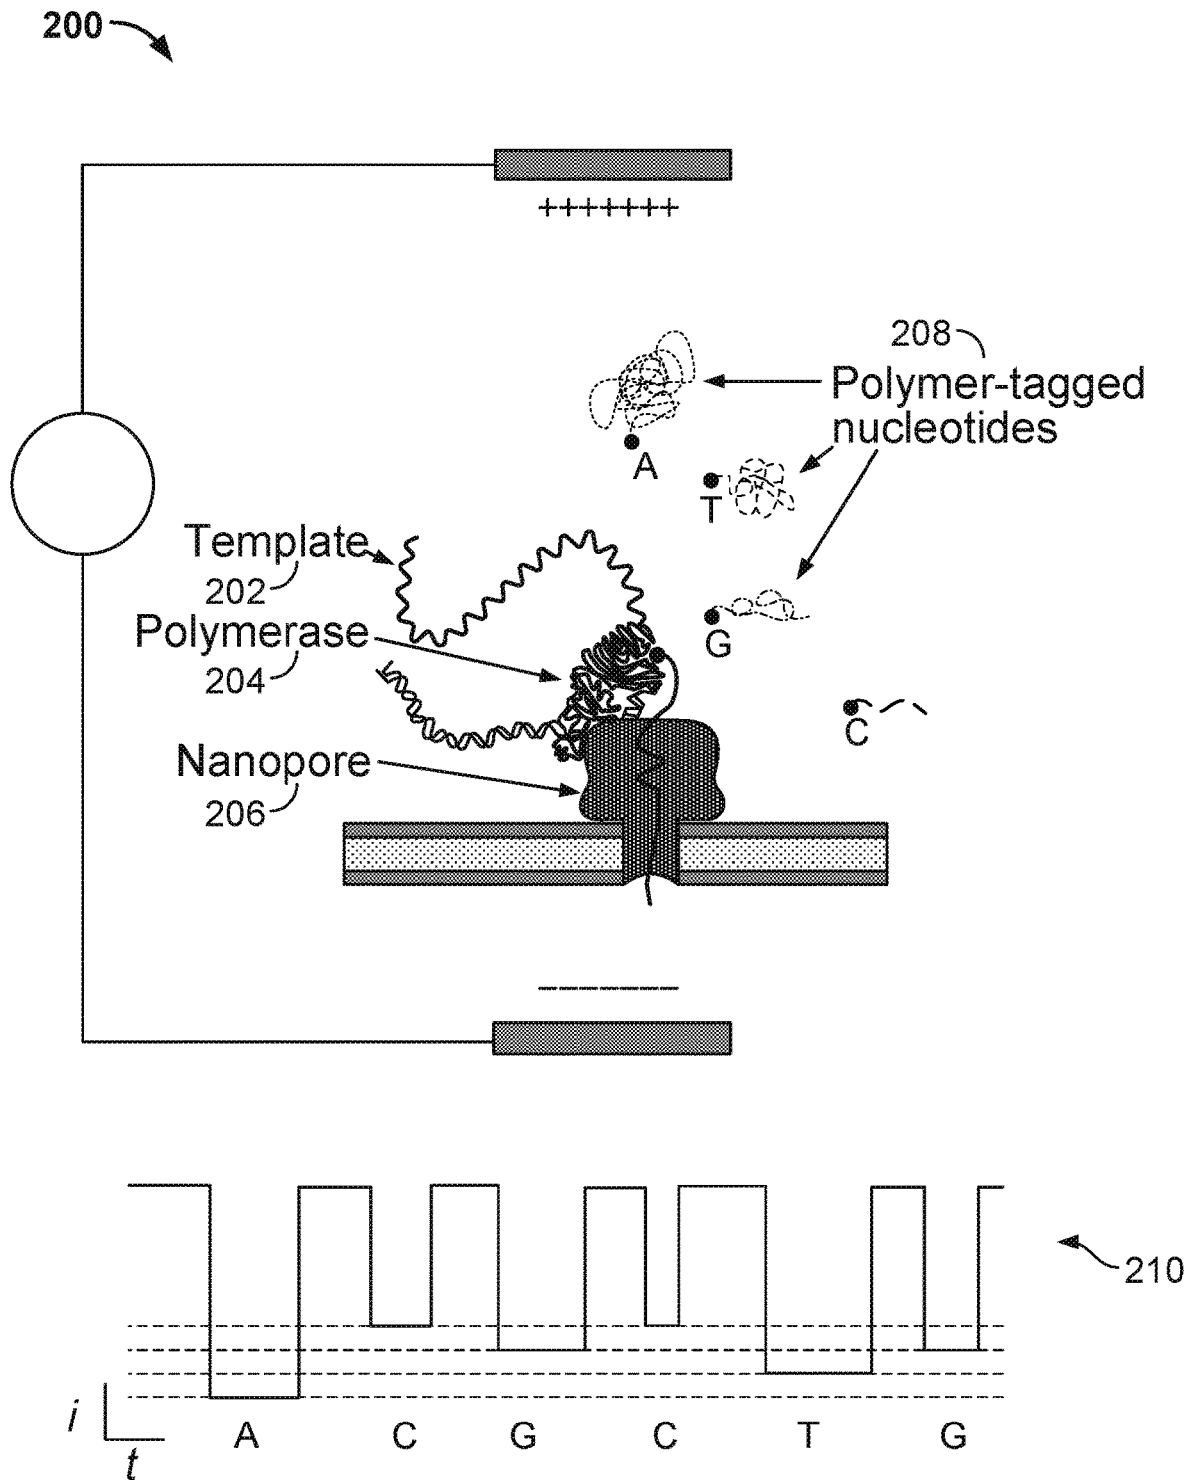 200
+++++++
208
Polymer-tagged
nucleotides
A
T
Template
202
G
Polymerase
204
C
Nanopore
206
–––––––
210
i
t
A C G C T G